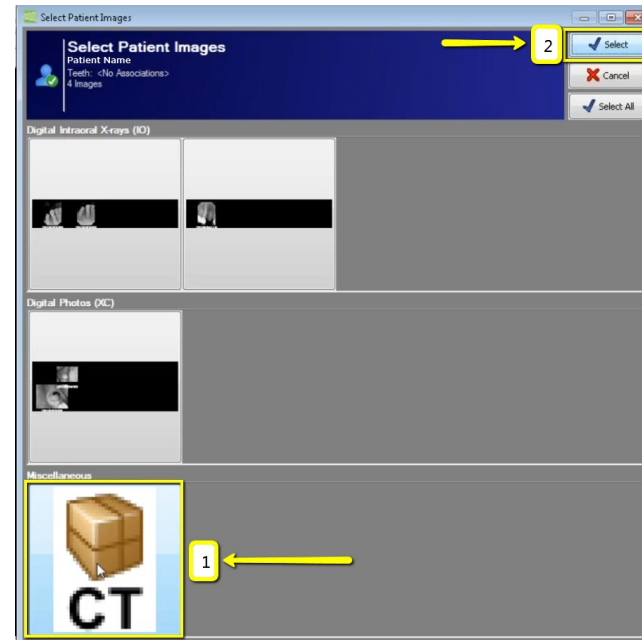 Select Patient Images
Select Patient Images
Patient Name
Teeth: <No Associations>
4 Images
2
Select
Cancel
Select All
Digital Intraoral X-rays (IO)
Digital Photos (XC)
Miscellaneous
CT
1